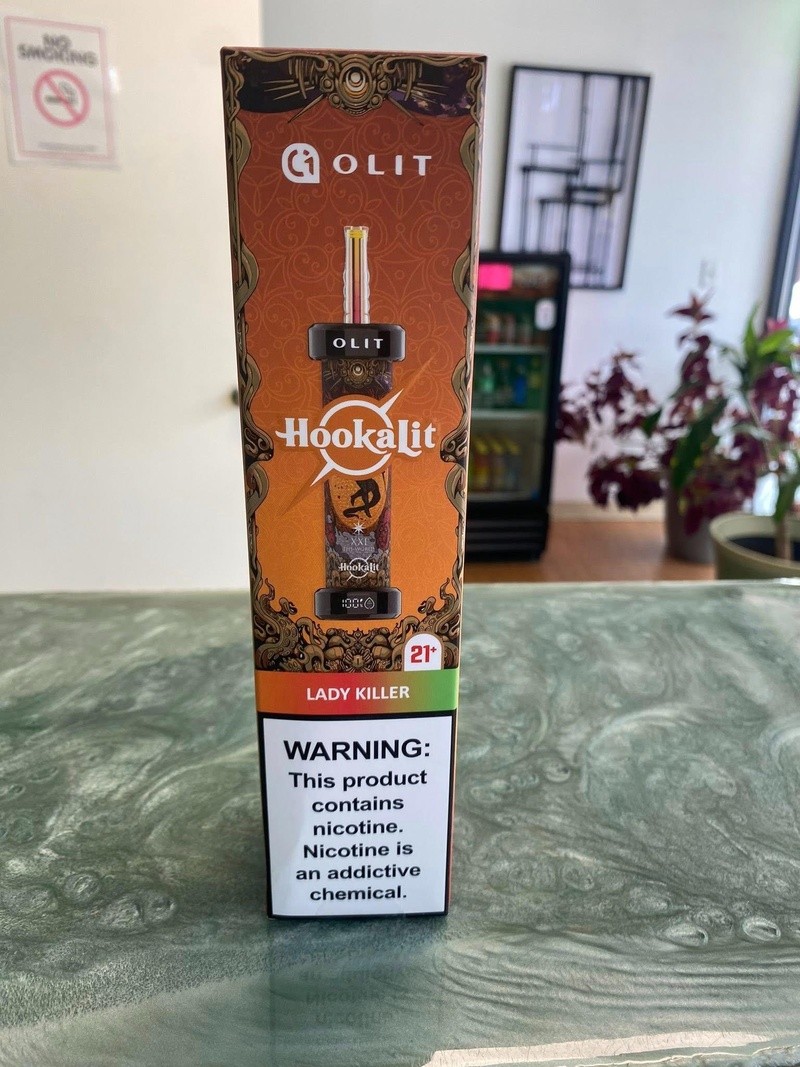 NO
SMOKING
OLIT
OLIT
HookaLit
XXL
HookaLit
100%
21+
LADY KILLER
WARNING:
This product
contains
nicotine.
Nicotine is
an addictive
chemical.